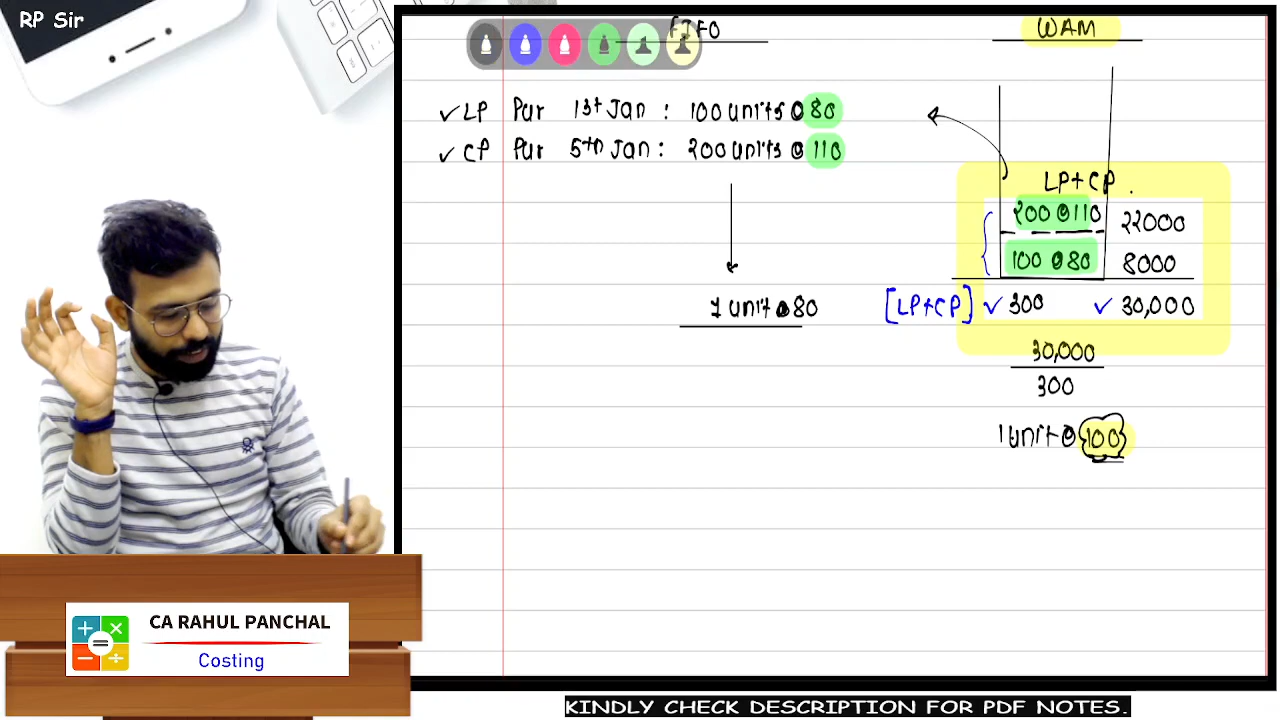 RP Sir
FIFO
WAM
✓ LP Pur 1st Jan : 100 units @ 80
✓ CP Pur 5th Jan : 200 units @ 110
LP+CP.
200 @ 110 22000
100 @ 80 8000
[LP+CP] ✓ 300 ✓ 30,000
1 unit @ 80
30,000
300
1 unit @ 100
CA RAHUL PANCHAL
Costing
KINDLY CHECK DESCRIPTION FOR PDF NOTES.